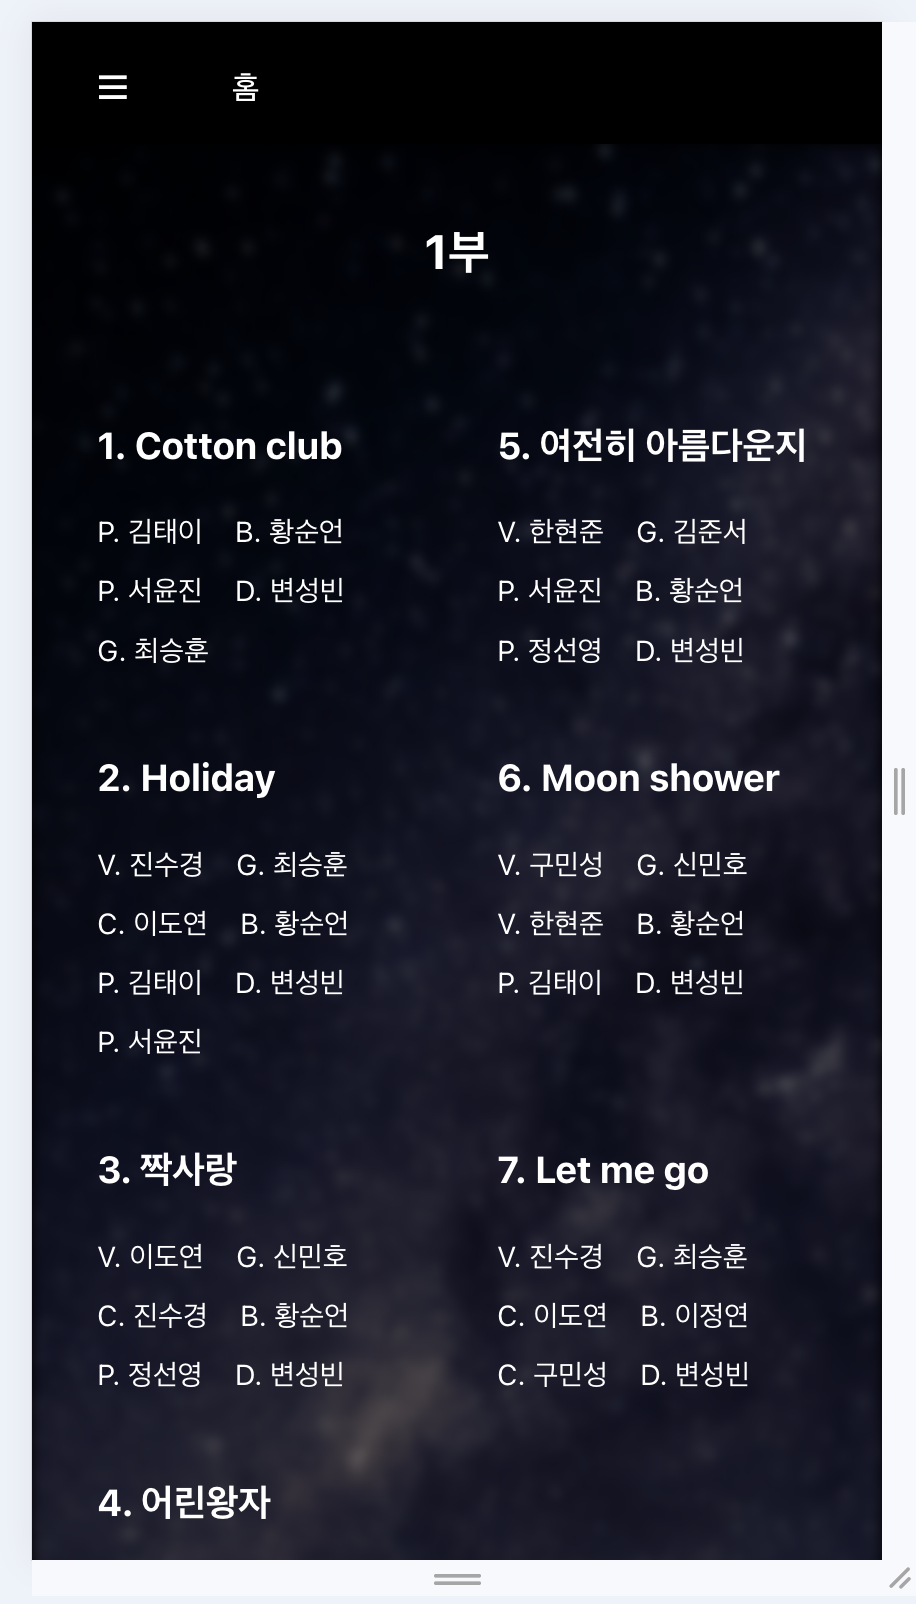 홈
1부
1. Cotton club
P. 김태이 B. 황순언
P. 서윤진 D. 변성빈
G. 최승훈
2. Holiday
V. 진수경 G. 최승훈
C. 이도연 B. 황순언
P. 김태이 D. 변성빈
P. 서윤진
3. 짝사랑
V. 이도연 G. 신민호
C. 진수경 B. 황순언
P. 정선영 D. 변성빈
4. 어린왕자
5. 여전히 아름다운지
V. 한현준 G. 김준서
P. 서윤진 B. 황순언
P. 정선영 D. 변성빈
6. Moon shower
V. 구민성 G. 신민호
V. 한현준 B. 황순언
P. 김태이 D. 변성빈
7. Let me go
V. 진수경 G. 최승훈
C. 이도연 B. 이정연
C. 구민성 D. 변성빈